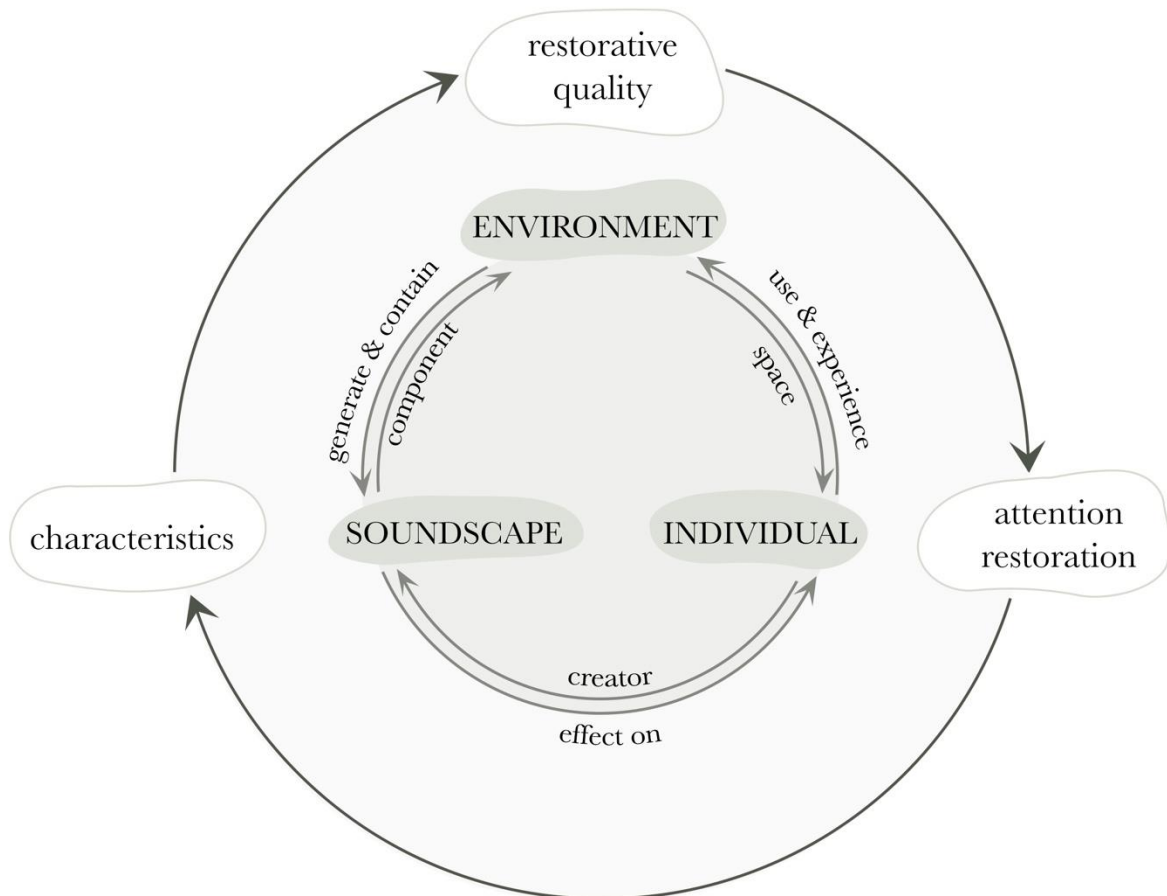 restorative
quality
ENVIRONMENT
generate & contain
component
use & experience
space
characteristics
SOUNDSCAPE
INDIVIDUAL
attention
restoration
creator
effect on